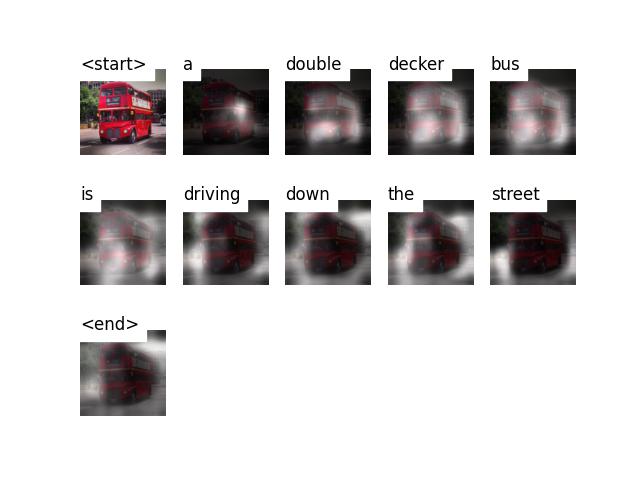 <start> a double decker bus
is driving down the street
<end>